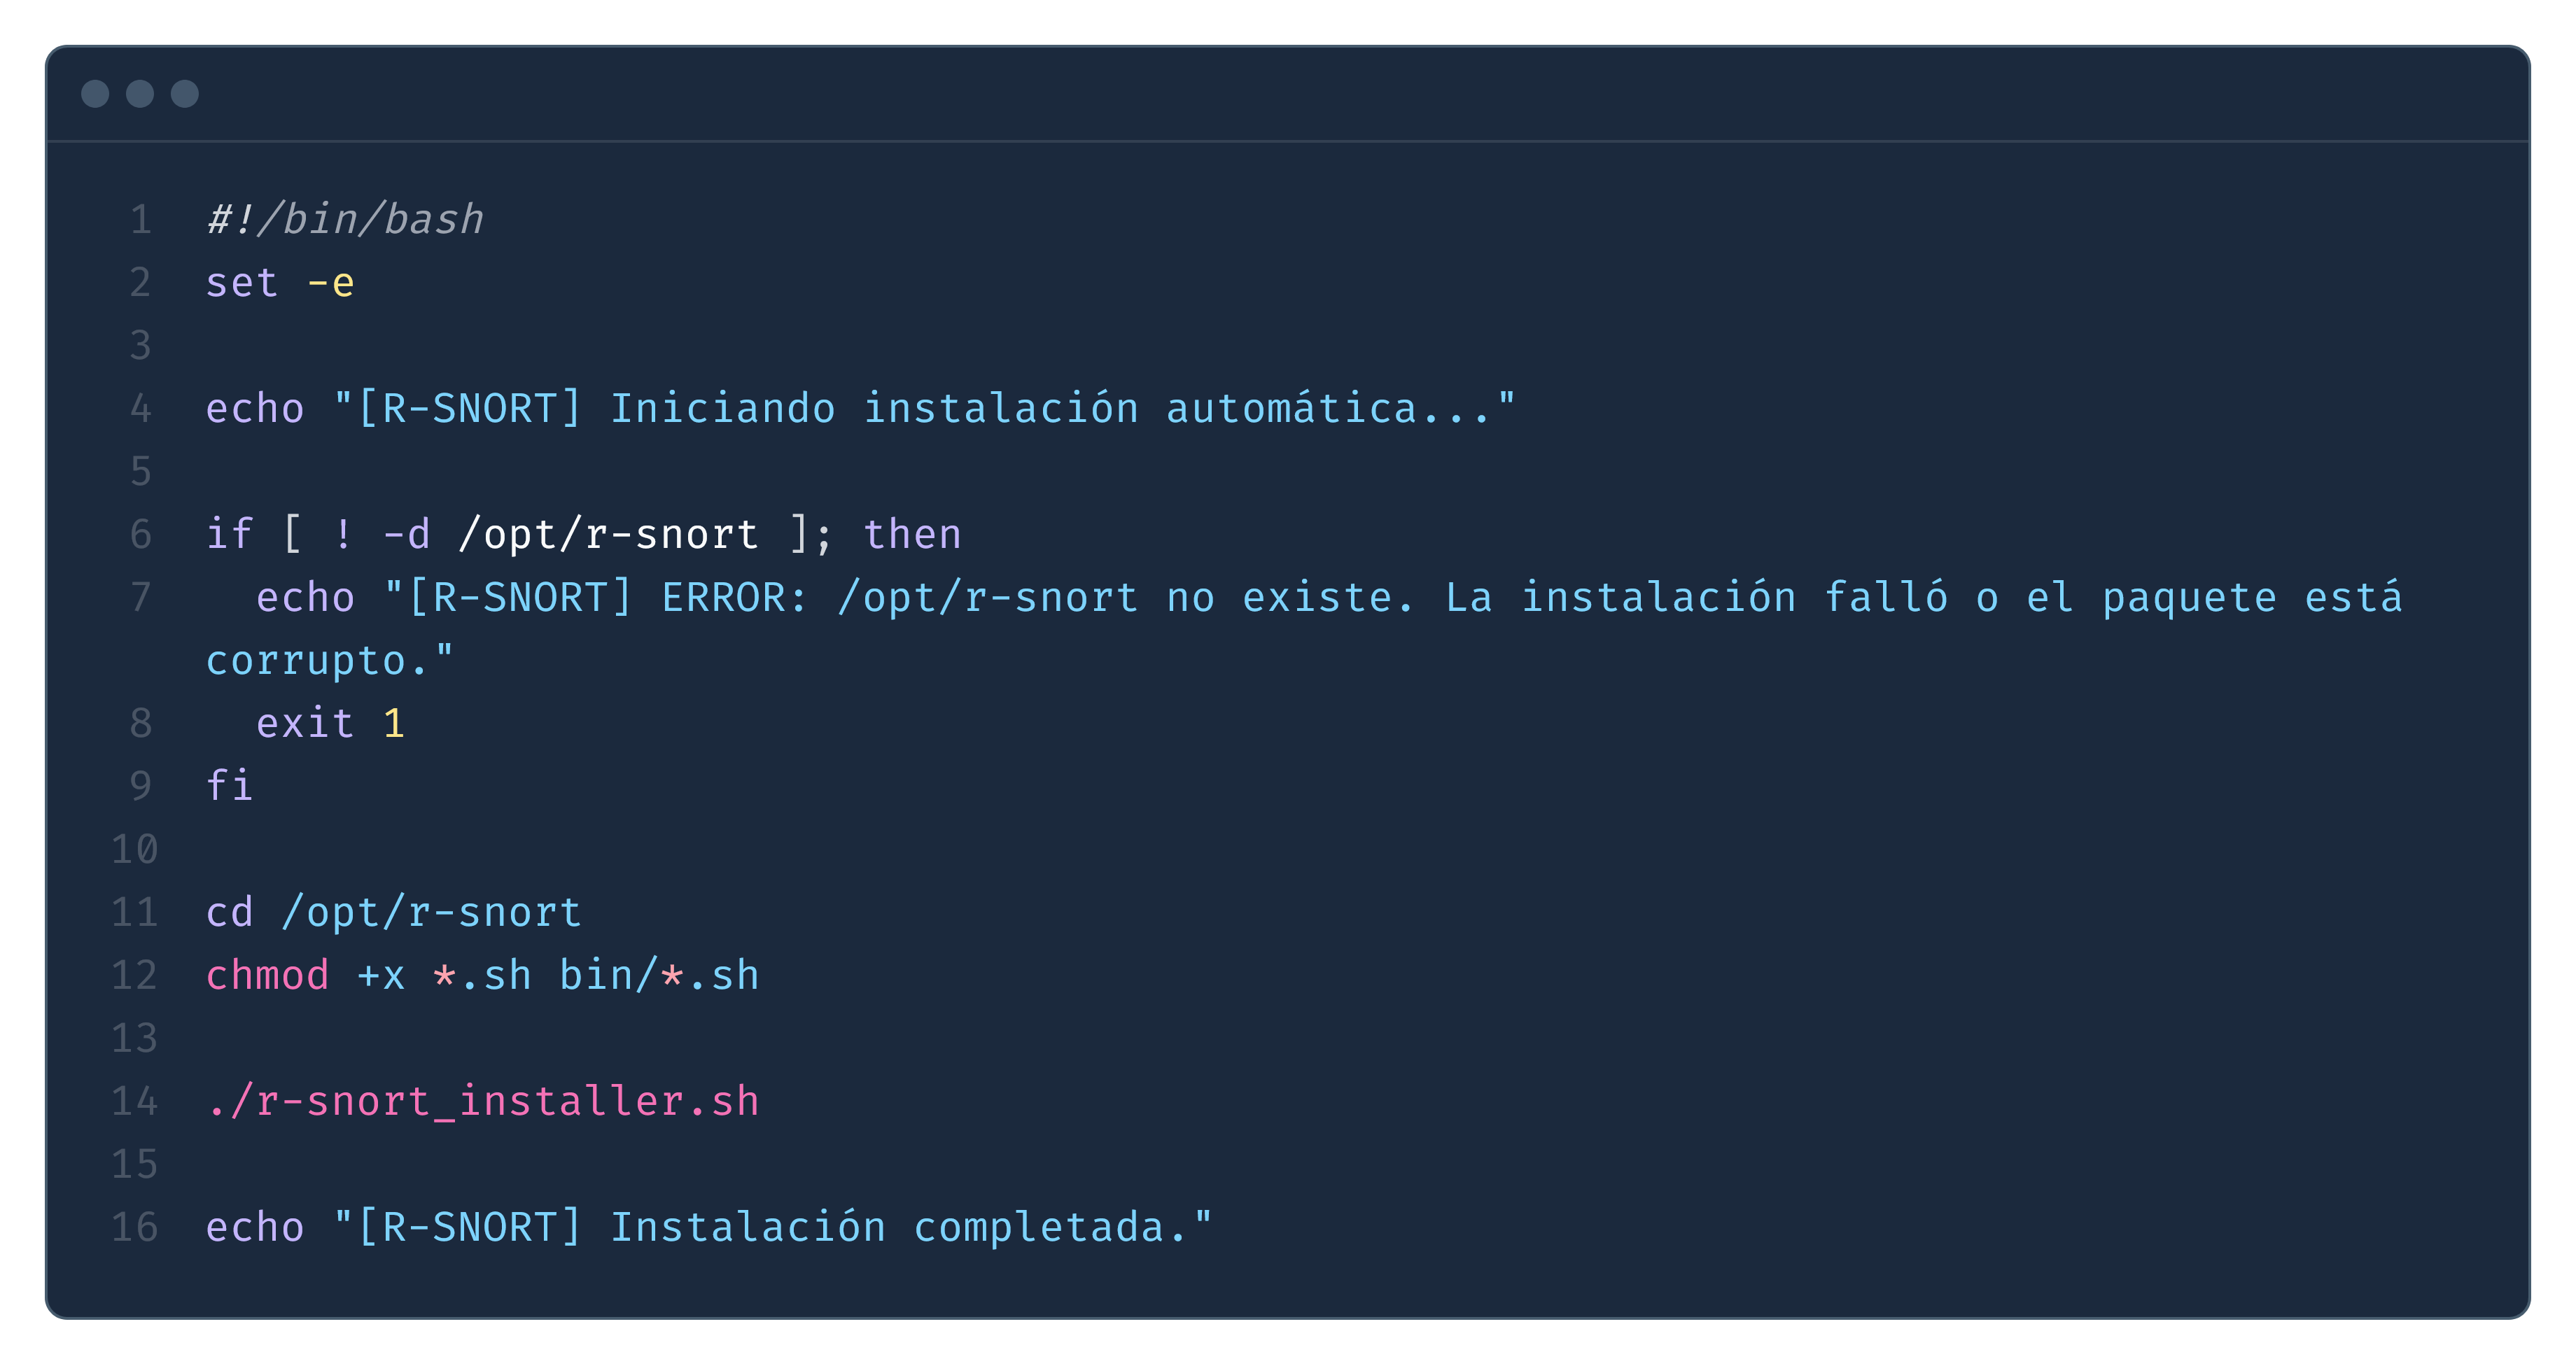 1 #!/bin/bash
2 set -e
3
4 echo "[R-SNORT] Iniciando instalación automática..."
5
6 if [ ! -d /opt/r-snort ]; then
7   echo "[R-SNORT] ERROR: /opt/r-snort no existe. La instalación falló o el paquete está
corrupto."
8   exit 1
9 fi
10
11 cd /opt/r-snort
12 chmod +x *.sh bin/*.sh
13
14 ./r-snort_installer.sh
15
16 echo "[R-SNORT] Instalación completada."